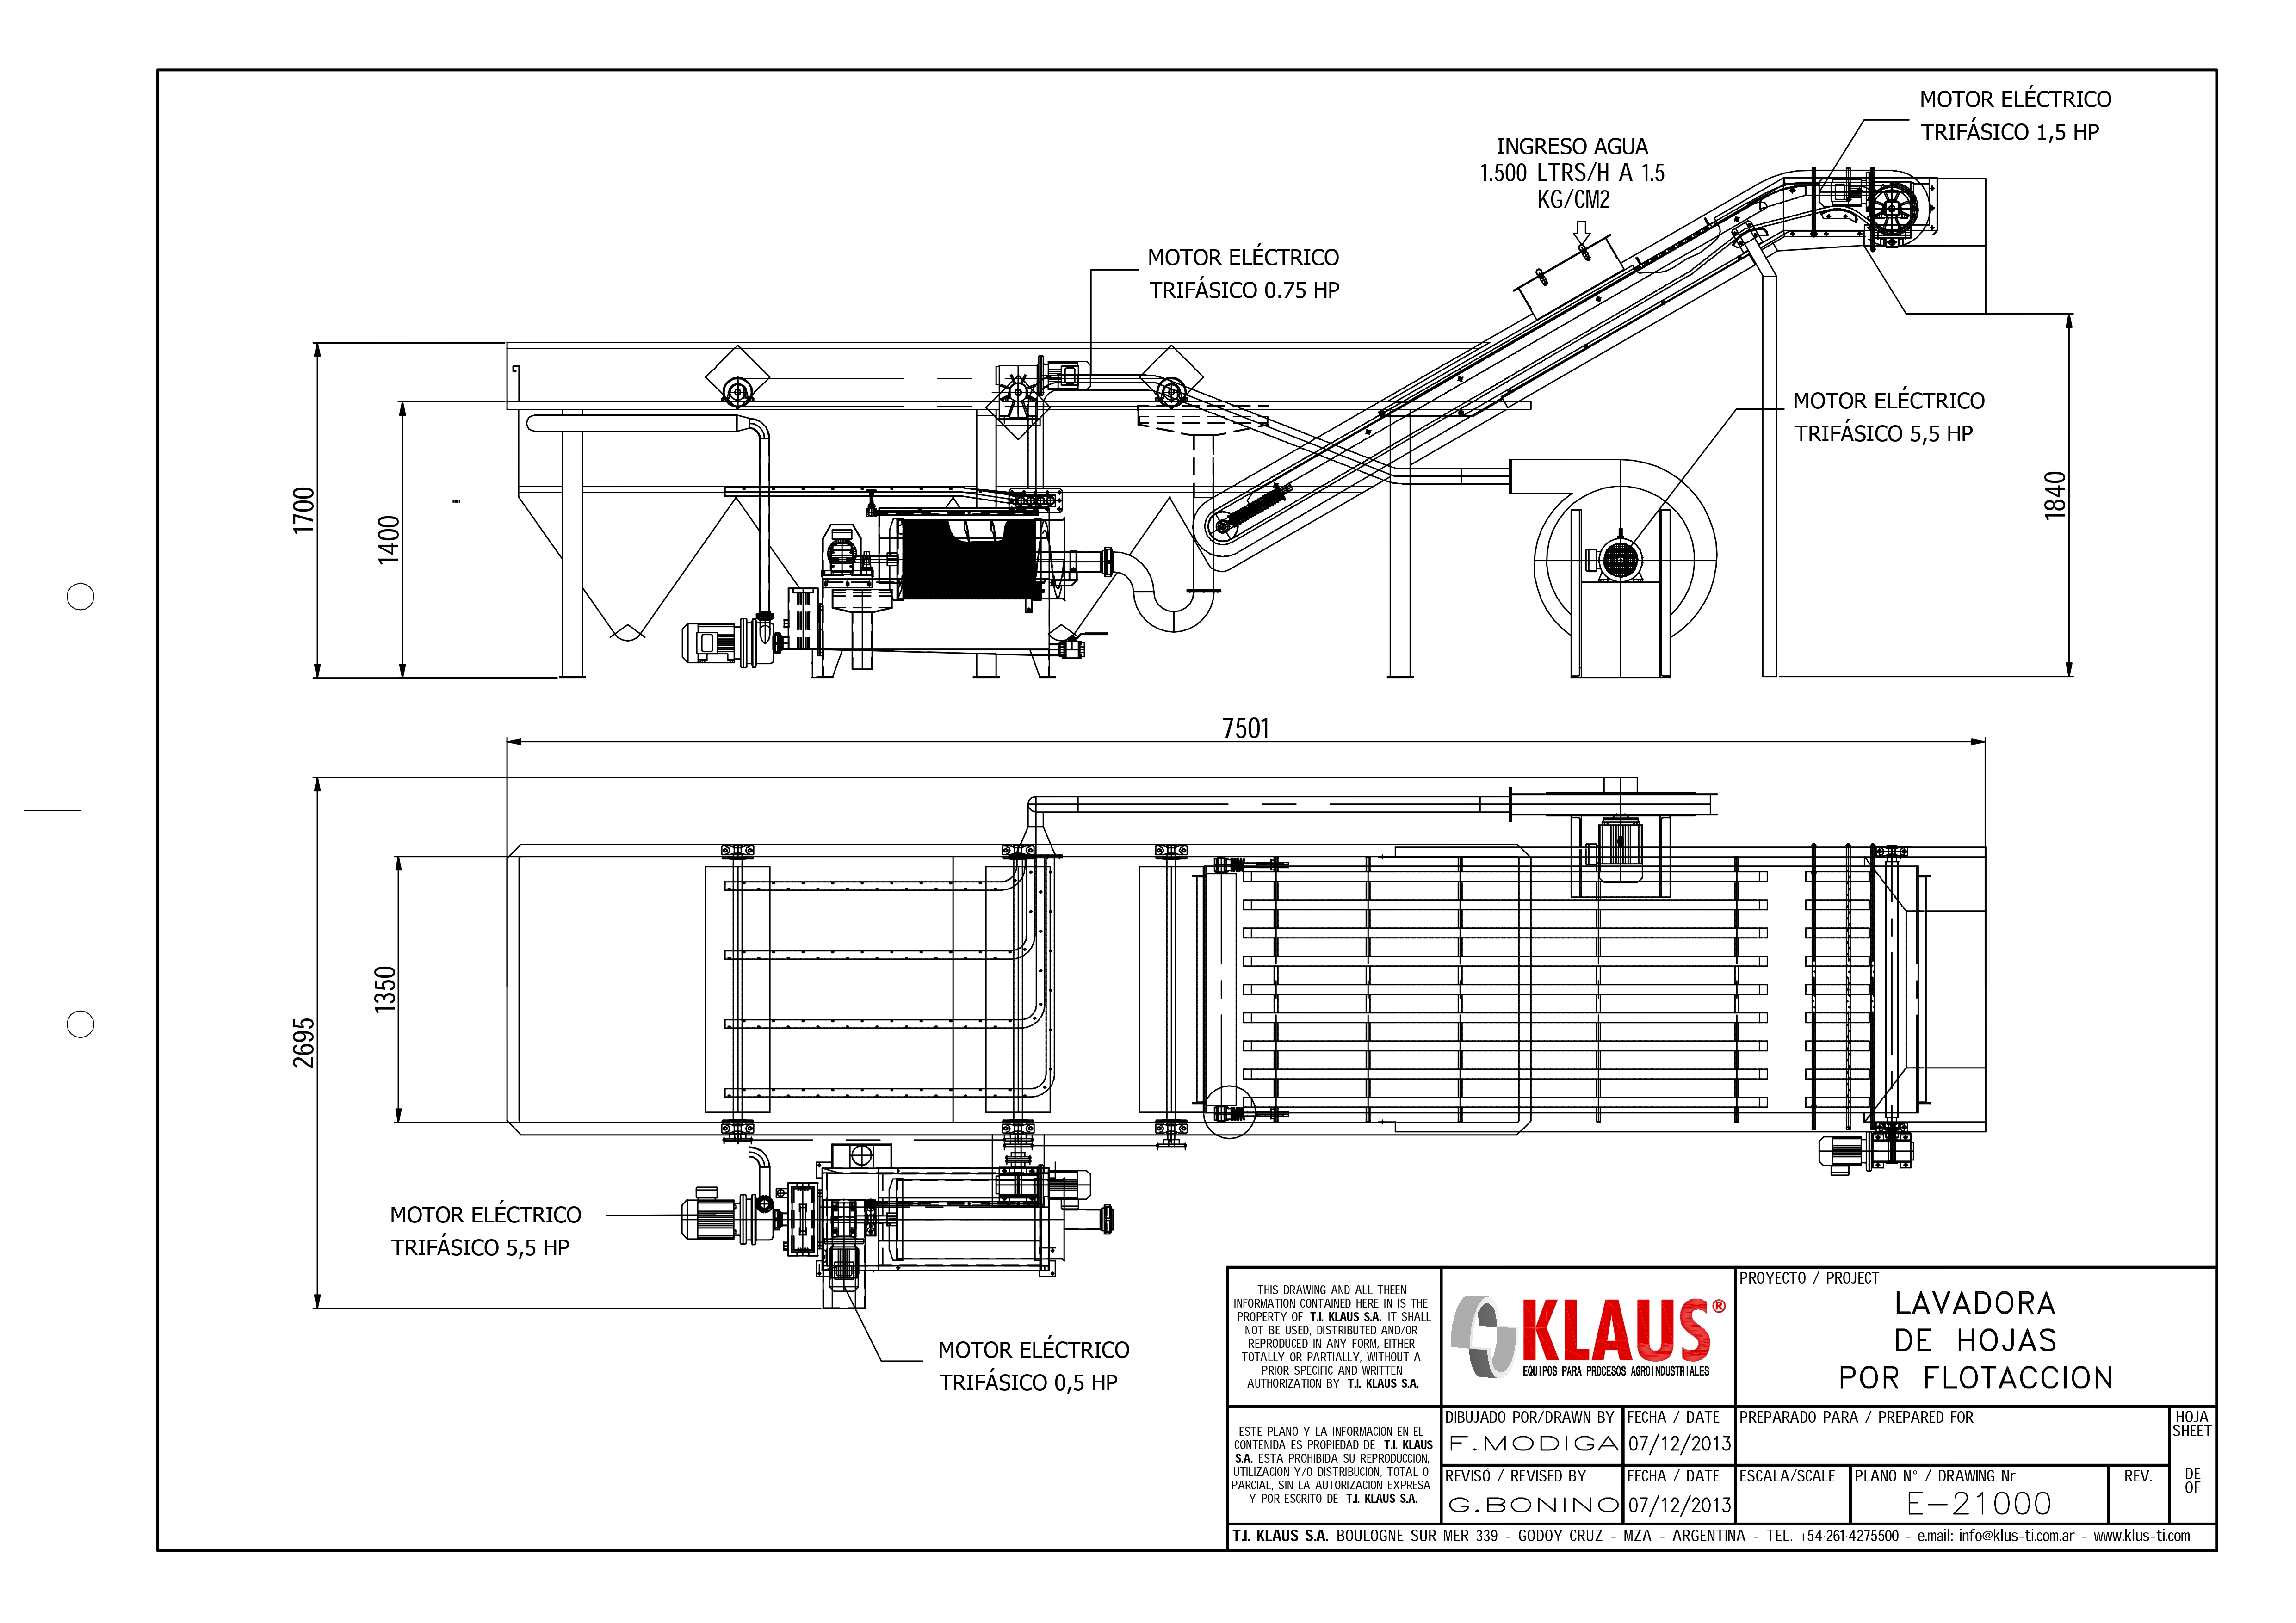 MOTOR ELÉCTRICO
TRIFÁSICO 1,5 HP
INGRESO AGUA
1.500 LTRS/H A 1.5
KG/CM2
MOTOR ELÉCTRICO
TRIFÁSICO 0.75 HP
MOTOR ELÉCTRICO
TRIFÁSICO 5,5 HP
1700
1400
1840
7501
2695
1350
MOTOR ELÉCTRICO
TRIFÁSICO 5,5 HP
MOTOR ELÉCTRICO
TRIFÁSICO 0,5 HP
THIS DRAWING AND ALL THEEN
INFORMATION CONTAINED HERE IN IS THE
PROPERTY OF T.I. KLAUS S.A. IT SHALL
NOT BE USED, DISTRIBUTED AND/OR
REPRODUCED IN ANY FORM, EITHER
TOTALLY OR PARTIALLY, WITHOUT A
PRIOR SPECIFIC AND WRITTEN
AUTHORIZATION BY T.I. KLAUS S.A.
KLAUS®
EQUIPOS PARA PROCESOS AGROINDUSTRIALES
PROYECTO / PROJECT
LAVADORA
DE HOJAS
POR FLOTACCION
ESTE PLANO Y LA INFORMACION EN EL
CONTENIDA ES PROPIEDAD DE T.I. KLAUS
S.A. ESTA PROHIBIDA SU REPRODUCCION,
UTILIZACION Y/O DISTRIBUCION, TOTAL O
PARCIAL, SIN LA AUTORIZACION EXPRESA
Y POR ESCRITO DE T.I. KLAUS S.A.
DIBUJADO POR/DRAWN BY
F.MODIGA
FECHA / DATE
07/12/2013
PREPARADO PARA / PREPARED FOR
HOJA
SHEET
REVISÓ / REVISED BY
G.BONINO
FECHA / DATE
07/12/2013
ESCALA/SCALE
PLANO N° / DRAWING Nr
E-21000
REV.
DE
OF
T.I. KLAUS S.A. BOULOGNE SUR MER 339 - GODOY CRUZ - MZA - ARGENTINA - TEL. +54·261·4275500 - e.mail: info@klus-ti.com.ar - www.klus-ti.com